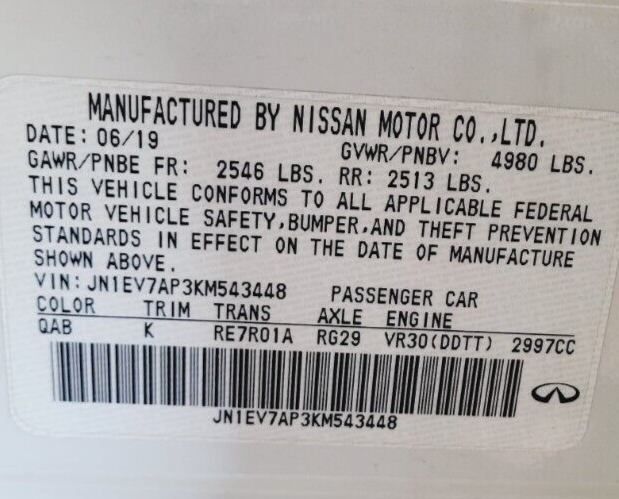 MANUFACTURED BY NISSAN MOTOR CO.,LTD.
DATE: 06/19 GVWR/PNBV: 4980 LBS.
GAWR/PNBE FR: 2546 LBS. RR: 2513 LBS.
THIS VEHICLE CONFORMS TO ALL APPLICABLE FEDERAL
MOTOR VEHICLE SAFETY,BUMPER,AND THEFT PREVENTION
STANDARDS IN EFFECT ON THE DATE OF MANUFACTURE
SHOWN ABOVE.
VIN: JN1EV7AP3KM543448 PASSENGER CAR
COLOR TRIM TRANS AXLE ENGINE
QAB K RE7R01A RG29 VR30(DDTT) 2997CC
JN1EV7AP3KM543448